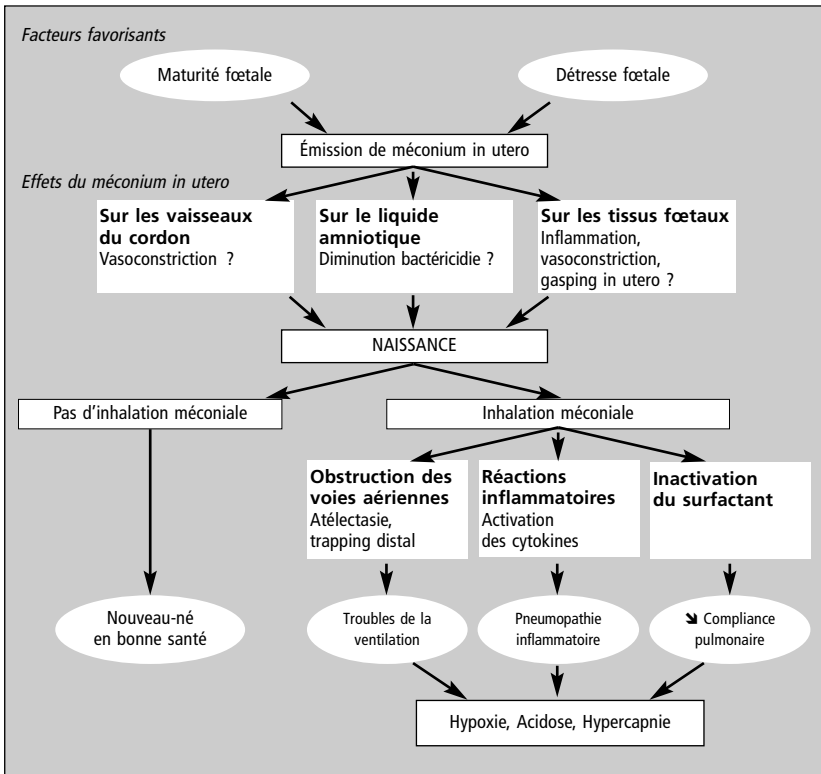 Facteurs favorisants
Maturité fœtale
Détresse fœtale
Émission de méconium in utero
Effets du méconium in utero
Sur les vaisseaux
du cordon
Vasoconstriction ?
Sur le liquide
amniotique
Diminution bactéricidie ?
Sur les tissus fœtaux
Inflammation,
vasoconstriction,
gasping in utero ?
NAISSANCE
Pas d'inhalation méconiale
Inhalation méconiale
Obstruction des
voies aériennes
Atélectasie,
trapping distal
Réactions
inflammatoires
Activation
des cytokines
Inactivation
du surfactant
Nouveau-né
en bonne santé
Troubles de la
ventilation
Pneumopathie
inflammatoire
➘ Compliance
pulmonaire
Hypoxie, Acidose, Hypercapnie